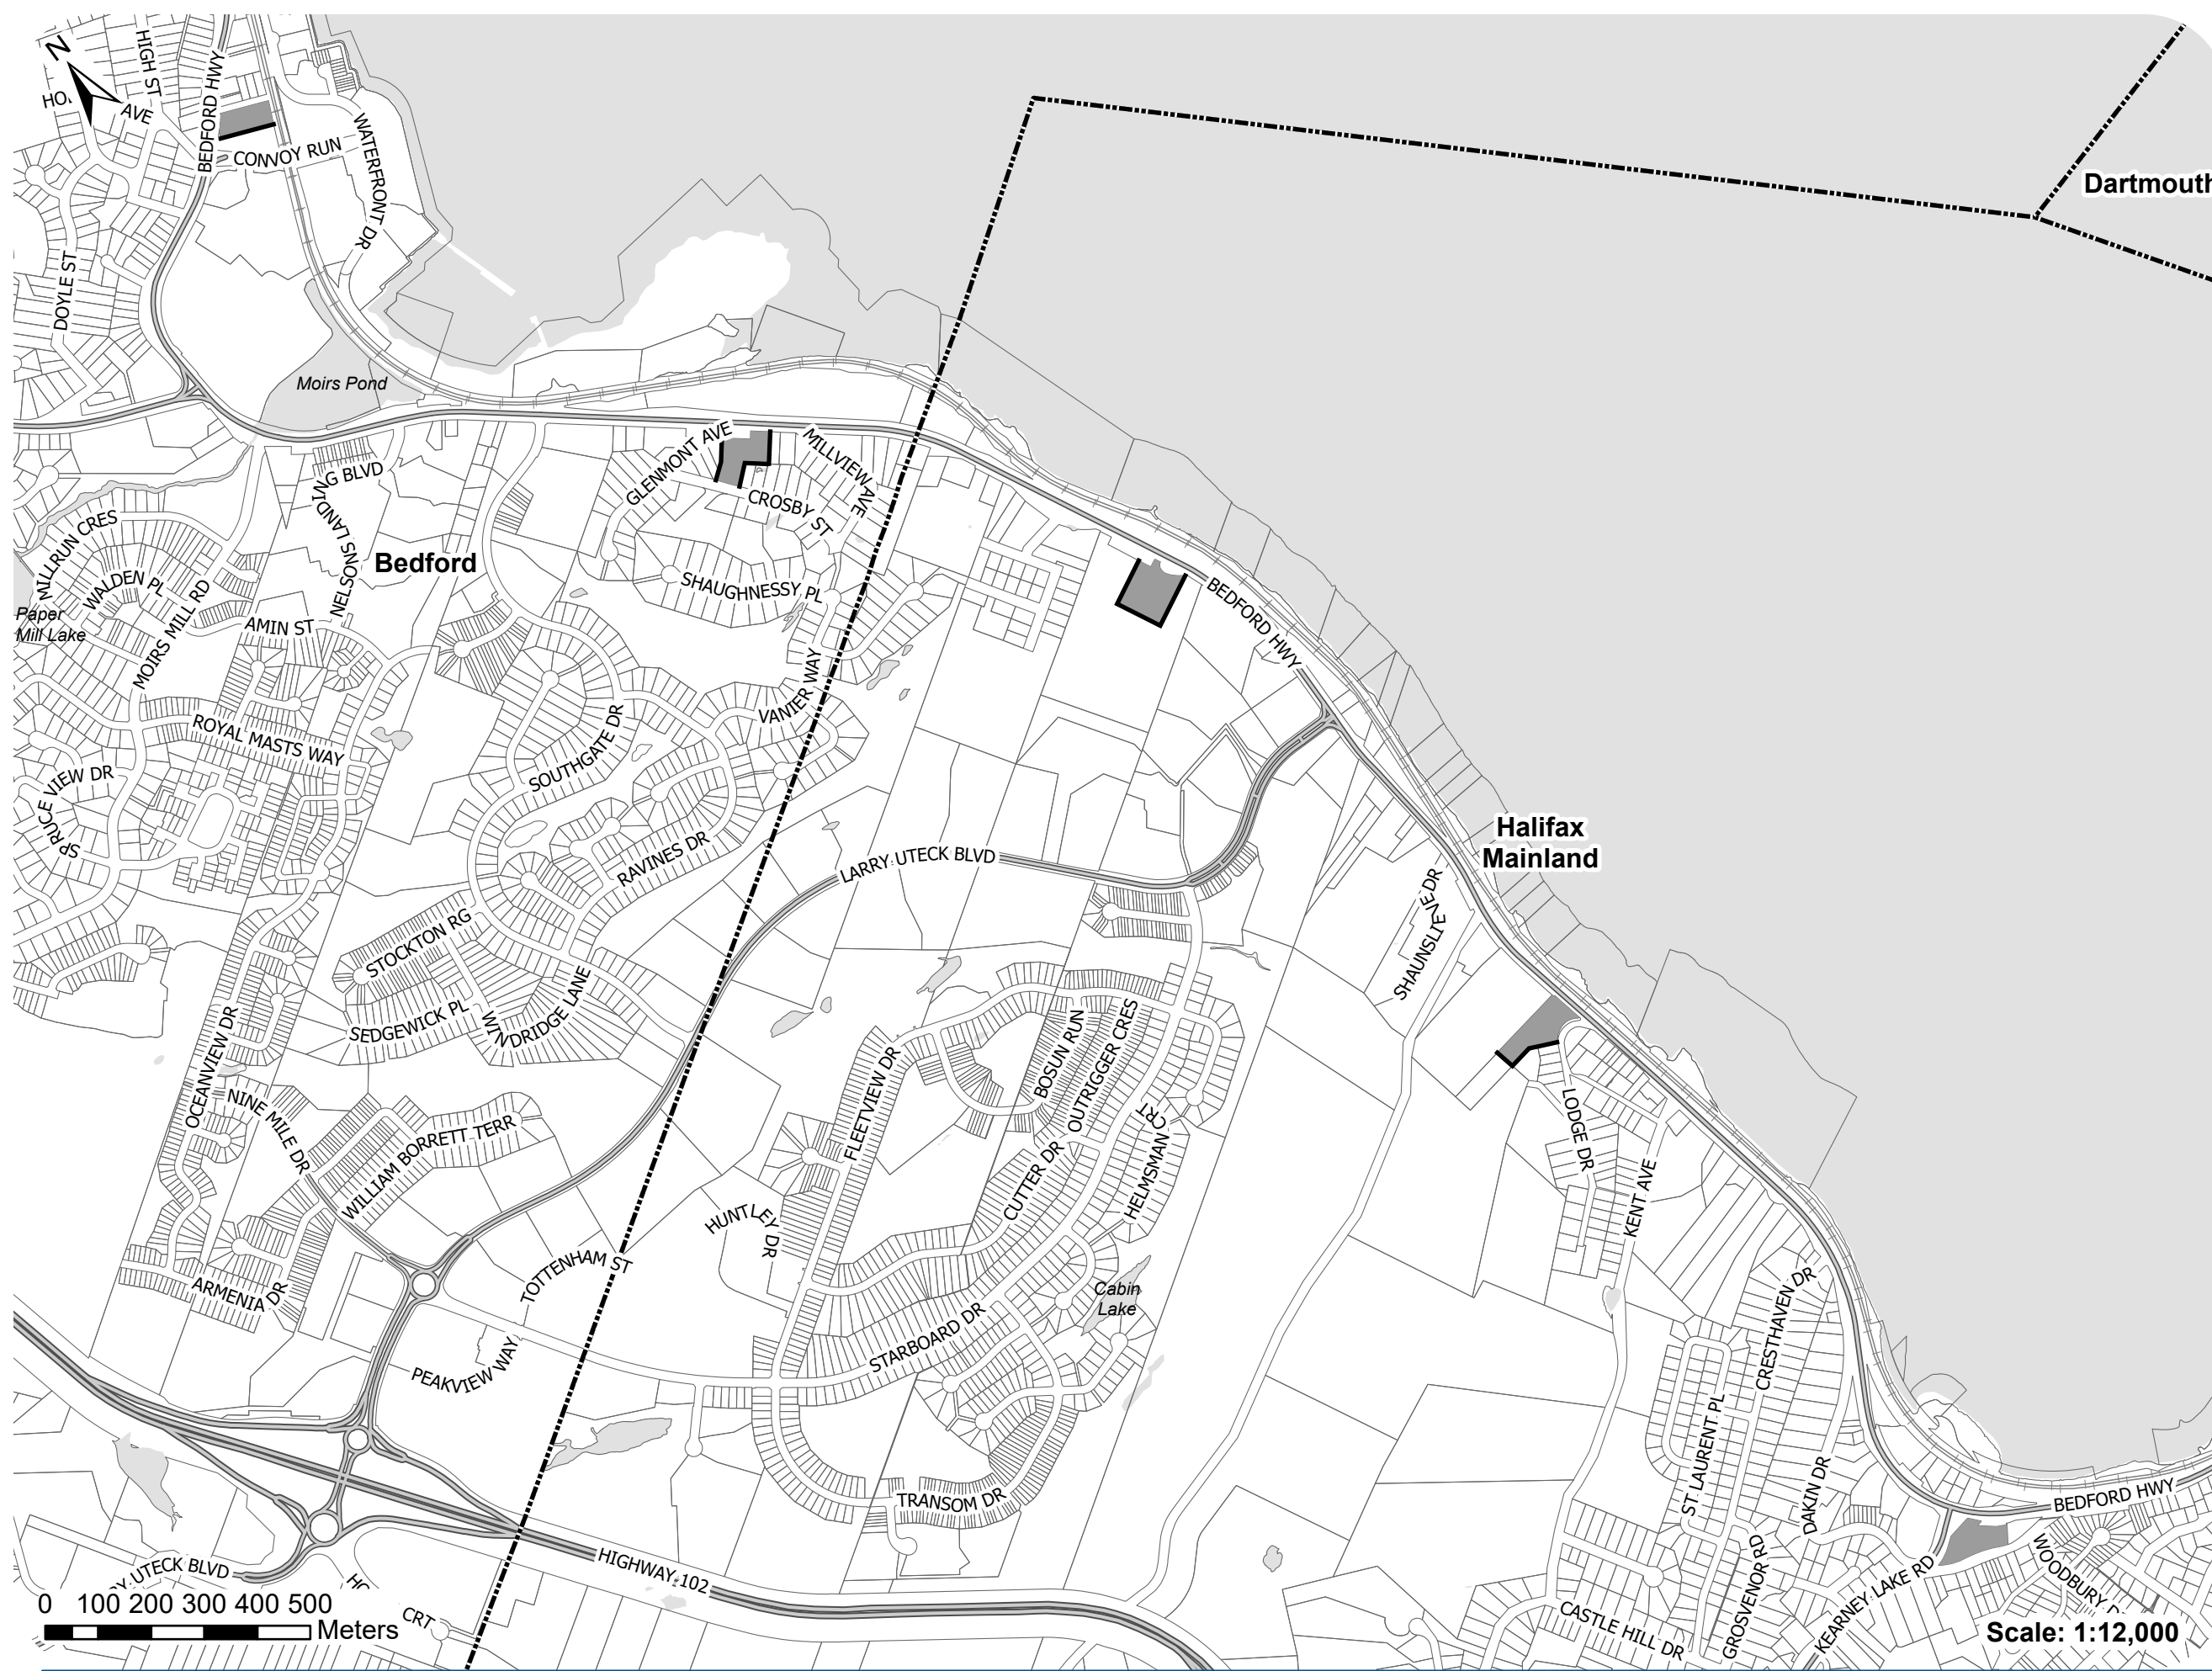 N
HIGH ST
BEDFORD HWY
HO
AVE
CONVOY RUN
WATERFRONT DR
Dartmouth
DOYLE ST
Moirs Pond
GLENMONT AVE
MILLVIEW AVE
CROSBY ST
NELSONS LANDING BLVD
Bedford
MILLRUN CRES
WALDEN PL
SHAUGHNESSY PL
BEDFORD HWY
Paper
Mill Lake
MOIRS MILL RD
AMIN ST
VANIER WAY
ROYAL MASTS WAY
SOUTHGATE DR
SPRUCE VIEW DR
SP
Halifax
Mainland
RAVINES DR
LARRY UTECK BLVD
SHAUNSLIEVE DR
STOCKTON RG
SEDGEWICK PL
WINDRIDGE LANE
OCEANVIEW DR
BOSUN RUN
OUTRIGGER CRES
FLEETVIEW DR
NINE MILE DR
WILLIAM BORRETT TERR
LODGE DR
HELMSMAN CRT
CUTTER DR
KENT AVE
HUNTLEY DR
TOTTENHAM ST
ARMENIA DR
Cabin
Lake
CRESTHAVEN DR
STARBOARD DR
PEAKVIEW WAY
ST LAURENT PL
DAKIN DR
TRANSOM DR
BEDFORD HWY
HIGHWAY 102
RY UTECK BLVD
HO
CRT
GROSVENOR RD
KEARNEY LAKE RD
WOODBURY D
CASTLE HILL DR
0 100 200 300 400 500
Meters
Scale: 1:12,000